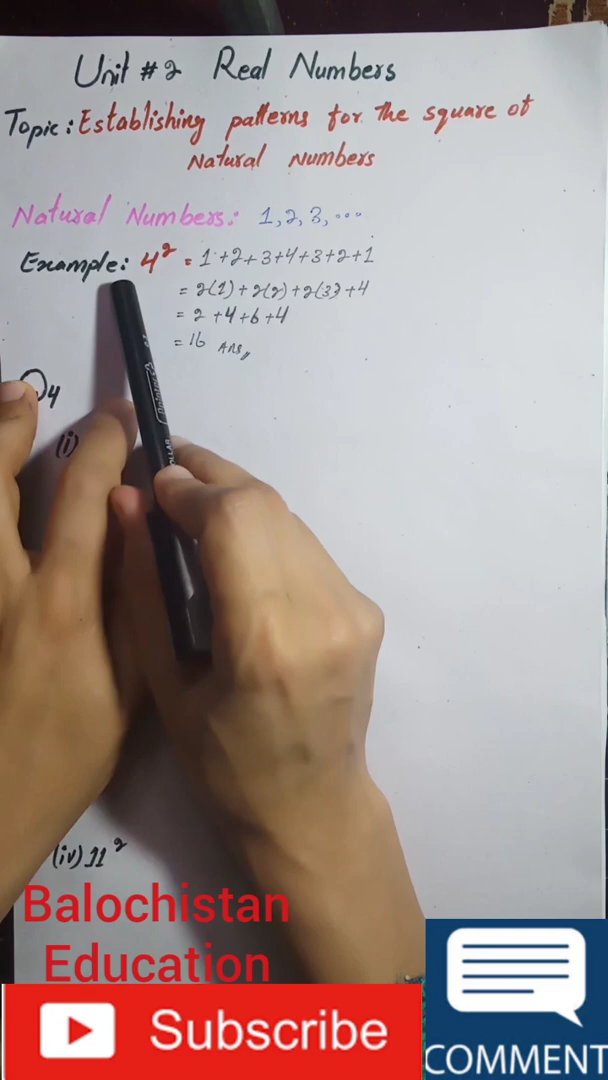 Unit #2 Real Numbers
Topic: Establishing patterns for the square of
Natural Numbers
Natural Numbers: 1, 2, 3, ...
Example: 4² = 1+2+3+4+3+2+1
= 2(1)+2(2)+2(3)+4
= 2+4+6+4
= 16 Ans,,
Q4
(i)
(iv) 11²
Balochistan
Education
Subscribe
COMMENT